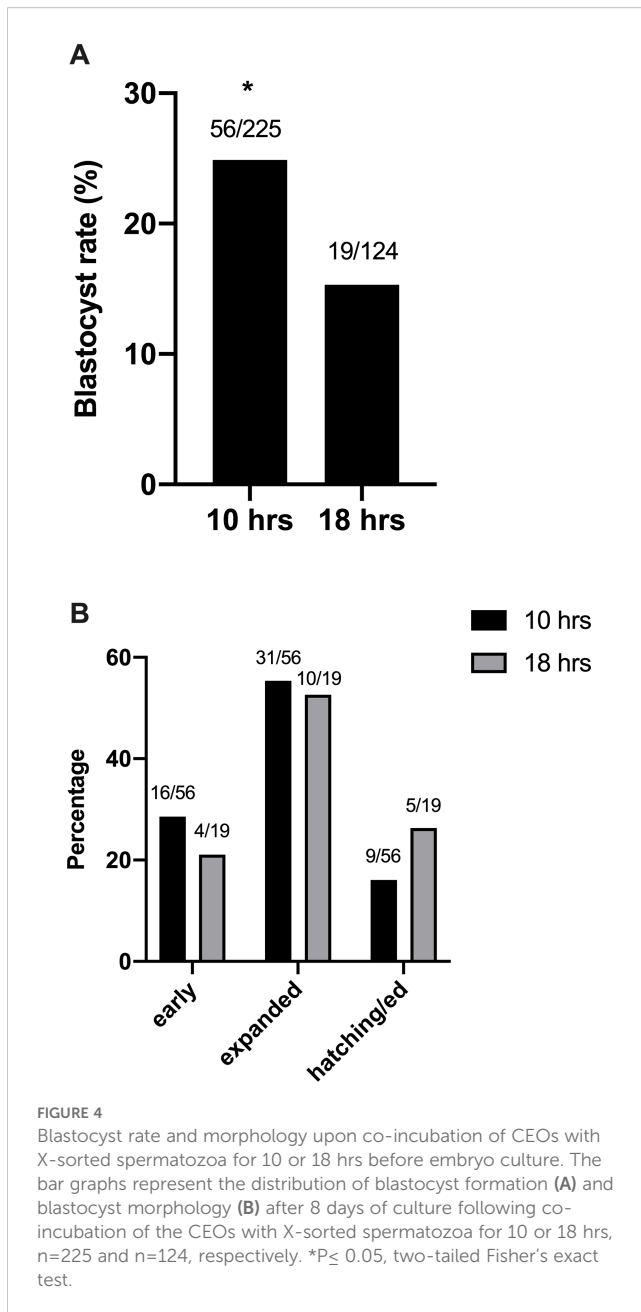 A
*
30
56/225
20
19/124
10
0
Blastocyst rate (%)
10 hrs 18 hrs
B
10 hrs
18 hrs
60
31/56
10/19
40
16/56
4/19
5/19
20
9/56
0
Percentage
early
expanded
hatching/ed
FIGURE 4
Blastocyst rate and morphology upon co-incubation of CEOs with
X-sorted spermatozoa for 10 or 18 hrs before embryo culture. The
bar graphs represent the distribution of blastocyst formation (A) and
blastocyst morphology (B) after 8 days of culture following co-
incubation of the CEOs with X-sorted spermatozoa for 10 or 18 hrs,
n=225 and n=124, respectively. *P≤ 0.05, two-tailed Fisher's exact
test.